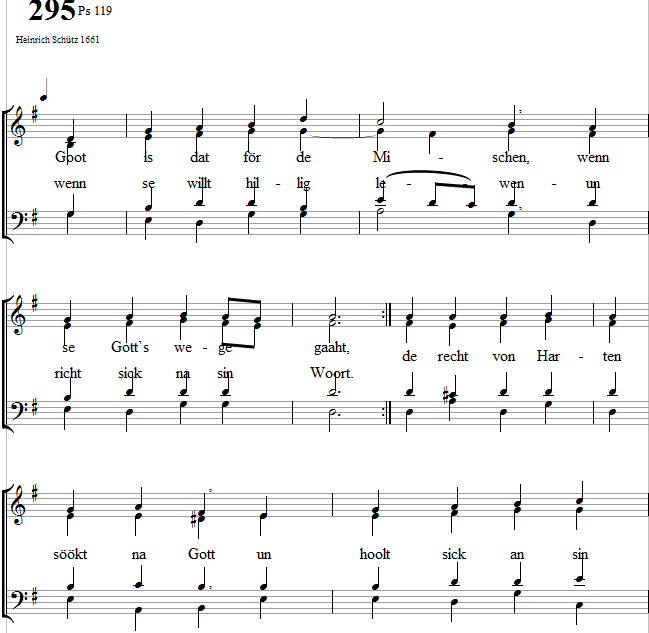 295 Ps 119
Heinrich Schütz 1661
Goot is dat för de Mi - schen, wenn
wenn se willt hil - lig le - wen - un
se Gott`s we - ge gaaht,
de recht von Har - ten
richt sick na sin Woort.
söökt na Gott un hoolt sick an sin